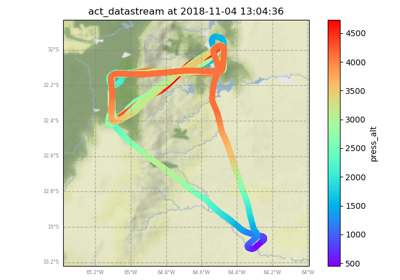 act_datastream at 2018-11-04 13:04:36
32°S
32.2°S
32.4°S
32.6°S
32.8°S
33°S
33.2°S
65.2°W
65°W
64.8°W
64.6°W
64.4°W
64.2°W
64°W
4500
4000
3500
3000
2500
2000
1500
1000
500
press_alt